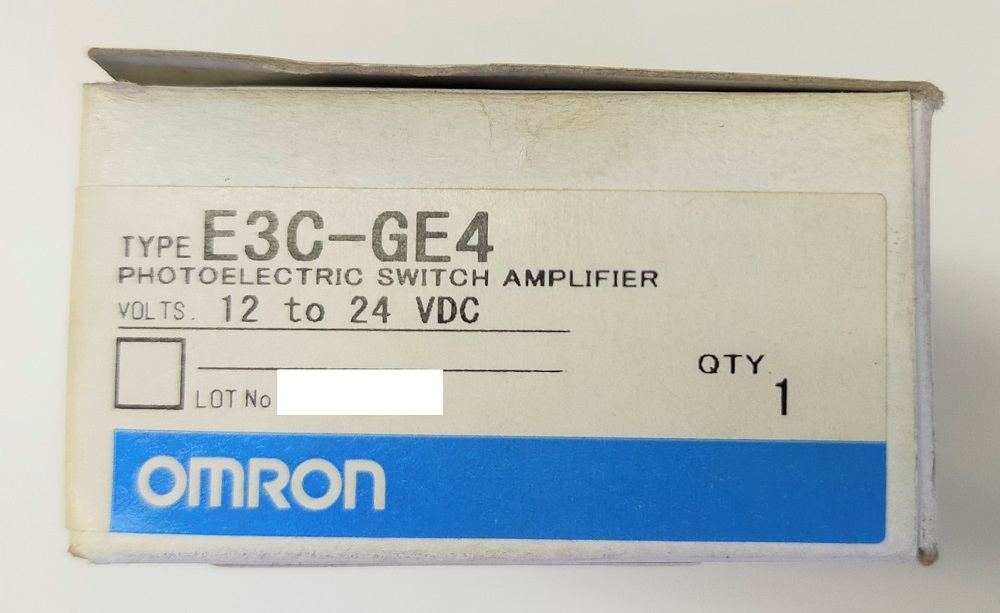 TYPE E3C-GE4
PHOTOELECTRIC SWITCH AMPLIFIER
VOLTS. 12 to 24 VDC
QTY.
LOT No
1
OMRON